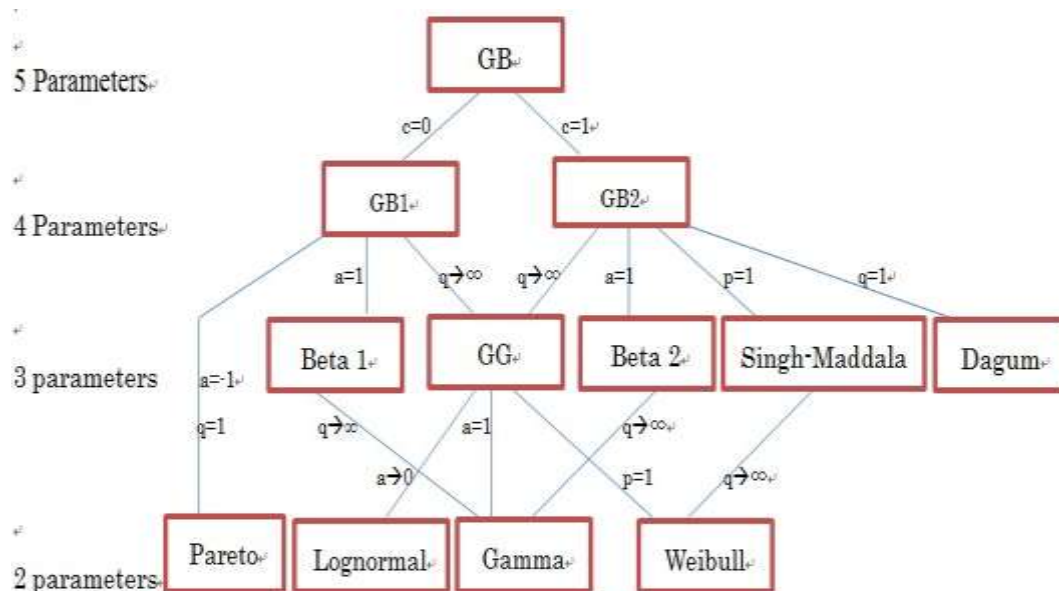 GB
5 Parameters
c=0 c=1
GB1 GB2
4 Parameters
a=1 q→∞ q→∞ a=1 p=1 q=1
Beta 1 GG Beta 2 Singh-Maddala Dagum
3 parameters a=-1
q=1 q→∞ a=1 q→∞
a→0 p=1 q→∞
Pareto Lognormal Gamma Weibull
2 parameters